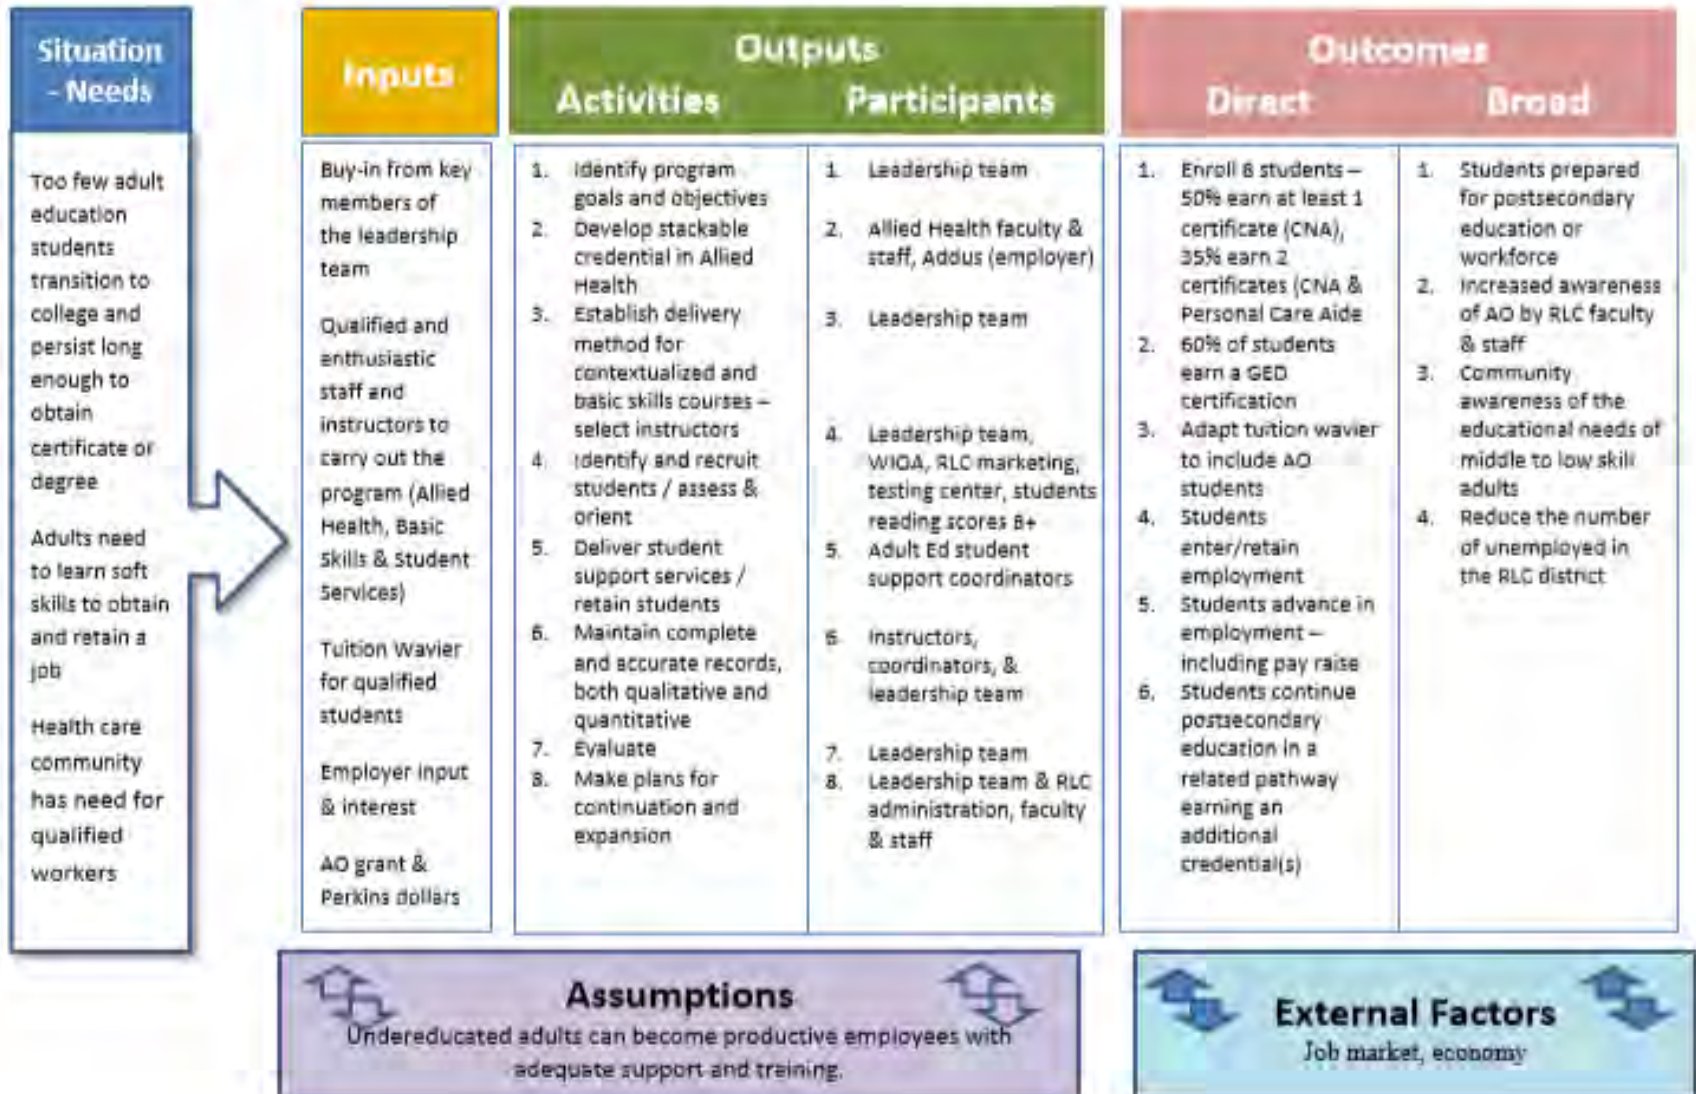 Situation
- Needs
Too few adult
education
students
transition to
college and
persist long
enough to
obtain
certificate or
degree
Adults need
to learn soft
skills to obtain
and retain a
job
Health care
community
has need for
qualified
workers
Inputs
Buy-in from key
members of
the leadership
team
Qualified and
enthusiastic
staff and
instructors to
carry out the
program (Allied
Health, Basic
Skills & Student
Services)
Tuition Wavier
for qualified
students
Employer input
& interest
AO grant &
Perkins dollars
Outputs
Activities
1. Identify program
goals and objectives
2. Develop stackable
credential in Allied
Health
3. Establish delivery
method for
contextualized and
basic skills courses –
select instructors
4. Identify and recruit
students / assess &
orient
5. Deliver student
support services /
retain students
6. Maintain complete
and accurate records,
both qualitative and
quantitative
7. Evaluate
8. Make plans for
continuation and
expansion
Participants
1. Leadership team
2. Allied Health faculty &
staff, Addus (employer)
3. Leadership team
4. Leadership team,
WIOA, RLC marketing,
testing center, students
reading scores 8+
5. Adult Ed student
support coordinators
6. Instructors,
coordinators, &
leadership team
7. Leadership team
8. Leadership team & RLC
administration, faculty
& staff
Outcomes
Direct
1. Enroll 8 students –
50% earn at least 1
certificate (CNA),
35% earn 2
certificates (CNA &
Personal Care Aide
2. 60% of students
earn a GED
certification
3. Adapt tuition wavier
to include AO
students
4. Students
enter/retain
employment
5. Students advance in
employment –
including pay raise
6. Students continue
postsecondary
education in a
related pathway
earning an
additional
credential(s)
Broad
1. Students prepared
for postsecondary
education or
workforce
2. Increased awareness
of AO by RLC faculty
& staff
3. Community
awareness of the
educational needs of
middle to low skill
adults
4. Reduce the number
of unemployed in
the RLC district
Assumptions
Undereducated adults can become productive employees with
adequate support and training.
External Factors
Job market, economy